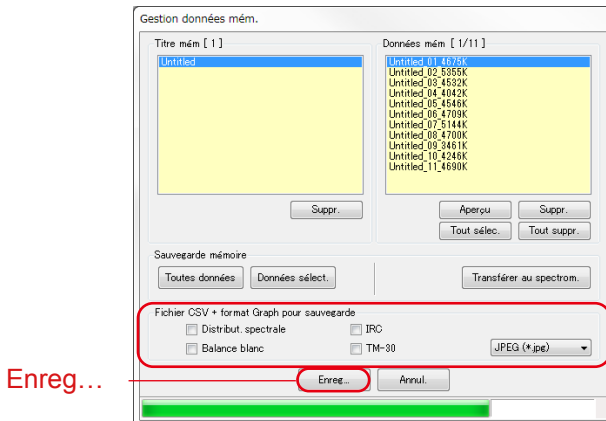 Gestion données mém.
Titre mém [ 1 ]
Untitled
Suppr.
Données mém [ 1/11 ]
Untitled_01_4675K
Untitled_02_5355K
Untitled_03_4532K
Untitled_04_4042K
Untitled_05_4546K
Untitled_06_4709K
Untitled_07_5144K
Untitled_08_4700K
Untitled_09_3461K
Untitled_10_4246K
Untitled_11_4690K
Aperçu Suppr.
Tout sélec. Tout suppr.
Sauvegarde mémoire
Toutes données Données sélect. Transférer au spectrom.
Fichier CSV + format Graph pour sauvegarde
Distribut. spectrale IRC
Balance blanc TM-30 JPEG (*.jpg)
Enreg… Enreg... Annul.